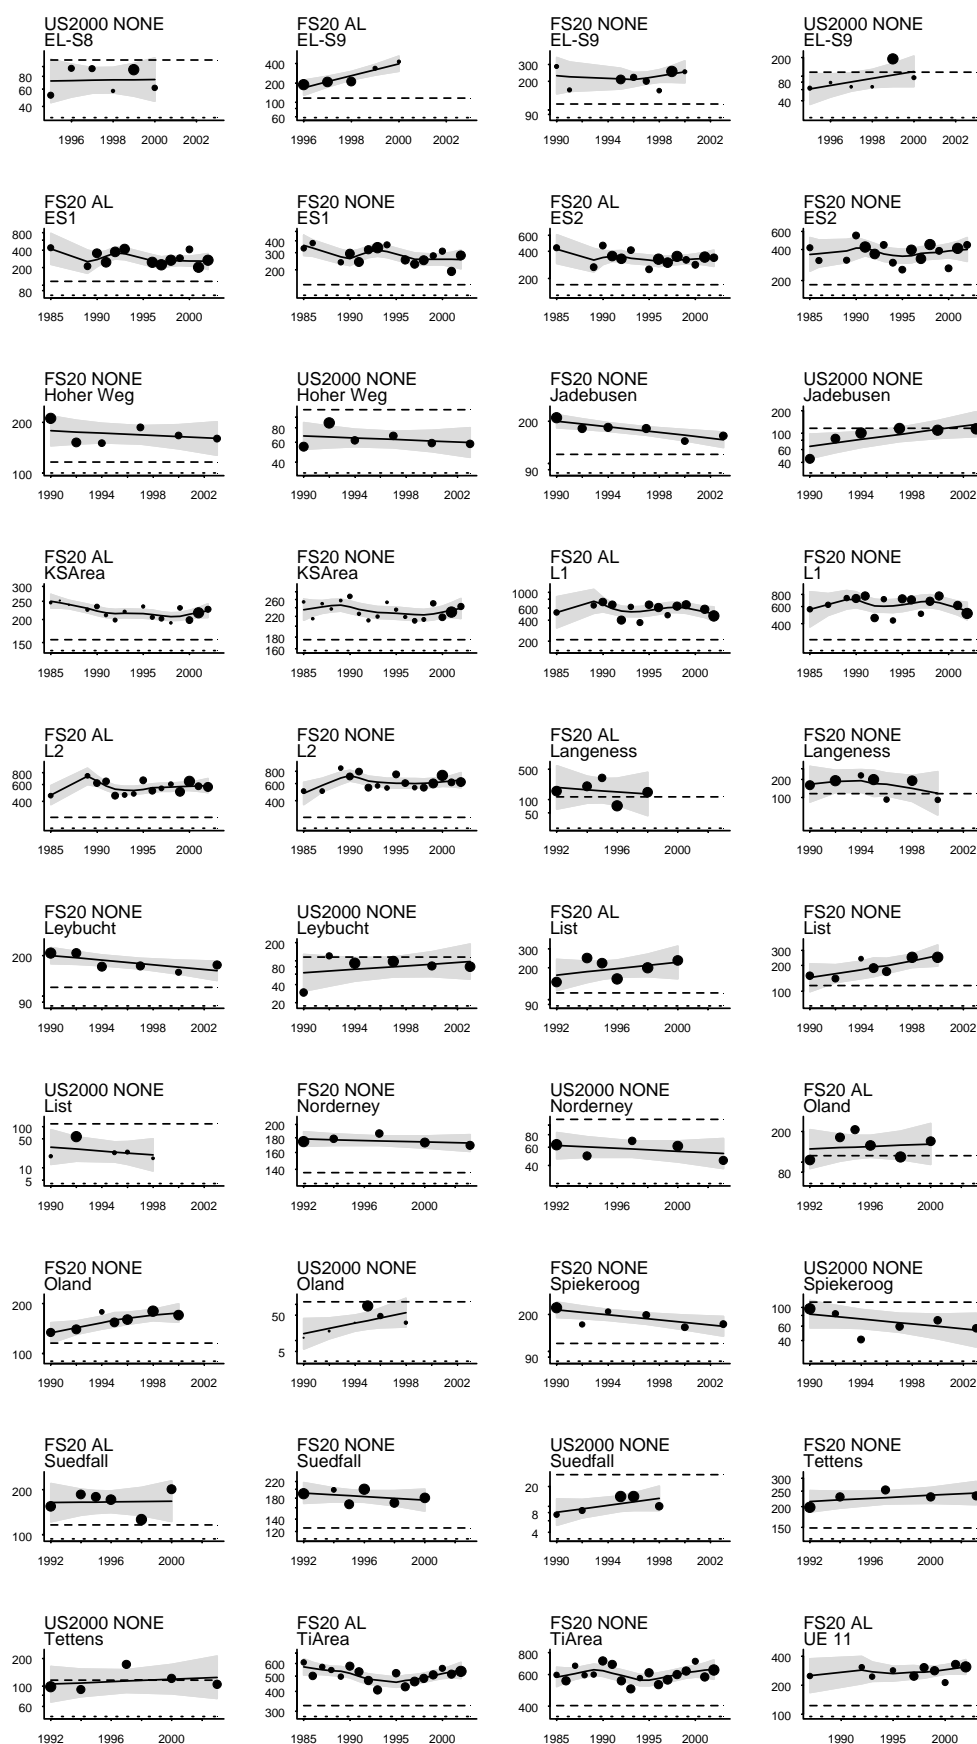 US2000 NONE
EL-S8
80
60
40
1996 1998 2000 2002
FS20 AL
EL-S9
400
200
100
60
1996 1998 2000 2002
FS20 NONE
EL-S9
300
200
90
1990 1994 1998 2002
US2000 NONE
EL-S9
200
80
40
1996 1998 2000 2002
FS20 AL
ES1
800
400
200
80
1985 1990 1995 2000
FS20 NONE
ES1
400
300
200
1985 1990 1995 2000
FS20 AL
ES2
600
400
200
1985 1990 1995 2000
FS20 NONE
ES2
600
400
200
1985 1990 1995 2000
FS20 NONE
Hoher Weg
200
100
1990 1994 1998 2002
US2000 NONE
Hoher Weg
80
60
40
1990 1994 1998 2002
FS20 NONE
Jadebusen
200
90
1990 1994 1998 2002
US2000 NONE
Jadebusen
200
100
60
40
1990 1994 1998 2002
FS20 AL
KSArea
300
250
200
150
1985 1990 1995 2000
FS20 NONE
KSArea
260
220
180
160
1985 1990 1995 2000
FS20 AL
L1
1000
600
400
200
1985 1990 1995 2000
FS20 NONE
L1
800
600
400
1985 1990 1995 2000
FS20 AL
L2
800
600
400
1985 1990 1995 2000
FS20 NONE
L2
800
600
400
1985 1990 1995 2000
FS20 AL
Langeness
500
100
50
1992 1996 2000
FS20 NONE
Langeness
200
100
1990 1994 1998 2002
FS20 NONE
Leybucht
200
90
1990 1994 1998 2002
US2000 NONE
Leybucht
200
80
40
20
1990 1994 1998 2002
FS20 AL
List
300
200
90
1992 1996 2000
FS20 NONE
List
300
200
100
1990 1994 1998 2002
US2000 NONE
List
100
50
10
5
1990 1994 1998 2002
FS20 NONE
Norderney
200
180
160
140
1990 1994 1998 2002
US2000 NONE
Norderney
80
60
40
1990 1994 1998 2002
FS20 AL
Oland
200
80
1992 1996 2000
FS20 NONE
Oland
200
100
1990 1994 1998 2002
US2000 NONE
Oland
50
5
1990 1994 1998 2002
FS20 NONE
Spiekeroog
200
90
1990 1994 1998 2002
US2000 NONE
Spiekeroog
100
60
40
1990 1994 1998 2002
FS20 AL
Suedfall
200
100
1992 1996 2000
FS20 NONE
Suedfall
220
180
140
120
1990 1994 1998 2002
US2000 NONE
Suedfall
20
8
4
1990 1994 1998 2002
FS20 NONE
Tettens
300
250
200
150
1992 1996 2000
US2000 NONE
Tettens
200
100
60
1992 1996 2000
FS20 AL
TiArea
600
500
400
300
1985 1990 1995 2000
FS20 NONE
TiArea
800
600
400
1985 1990 1995 2000
FS20 AL
UE 11
400
200
100
1990 1995 2000